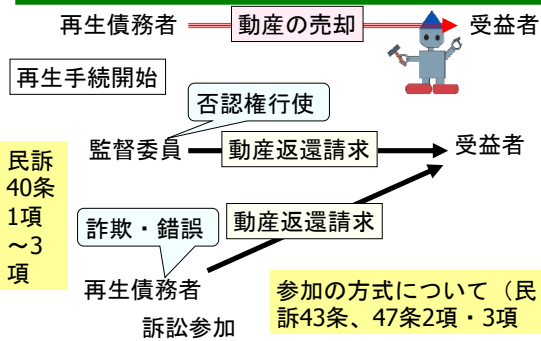 再生債務者
動産の売却
受益者
再生手続開始
否認権行使
監督委員
動産返還請求
受益者
民訴
40条
1項
～3
項
詐欺・錯誤
動産返還請求
再生債務者
訴訟参加
参加の方式について（民
訴43条、47条2項・3項